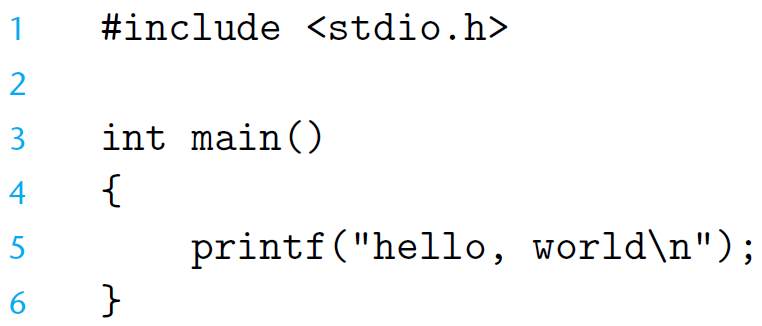 1 #include <stdio.h>
2
3 int main()
4 {
5     printf("hello, world\n");
6 }